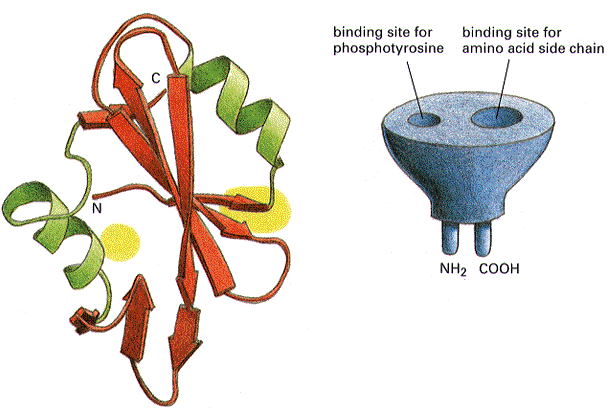 binding site for
phosphotyrosine
binding site for
amino acid side chain
C
N
NH2 COOH